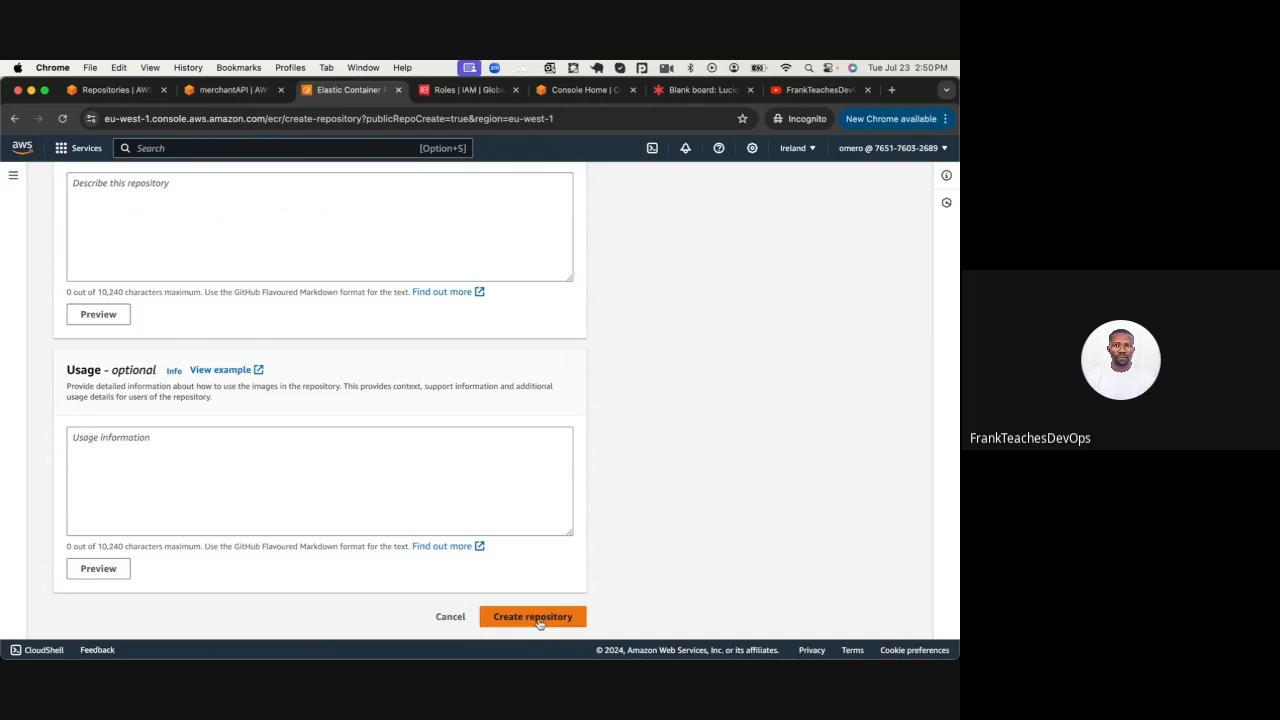 Chrome File Edit View History Bookmarks Profiles Tab Window Help Tue Jul 23 2:50 PM
Repositories | AWS merchantAPI | AW Elastic Container Roles | IAM | Glob Console Home | C Blank board: Lucid FrankTeachesDev
eu-west-1.console.aws.amazon.com/ecr/create-repository?publicRepoCreate=true&region=eu-west-1 Incognito New Chrome available
aws Services Search [Option+S] Ireland omero @ 7651-7603-2689
Describe this repository
0 out of 10,240 characters maximum. Use the GitHub Flavoured Markdown format for the text. Find out more
Preview
Usage - optional Info View example
Provide detailed information about how to use the images in the repository. This provides context, support information and additional
usage details for users of the repository.
Usage information
0 out of 10,240 characters maximum. Use the GitHub Flavoured Markdown format for the text. Find out more
Preview
Cancel Create repository
CloudShell Feedback © 2024, Amazon Web Services, Inc. or its affiliates. Privacy Terms Cookie preferences
FrankTeachesDevOps